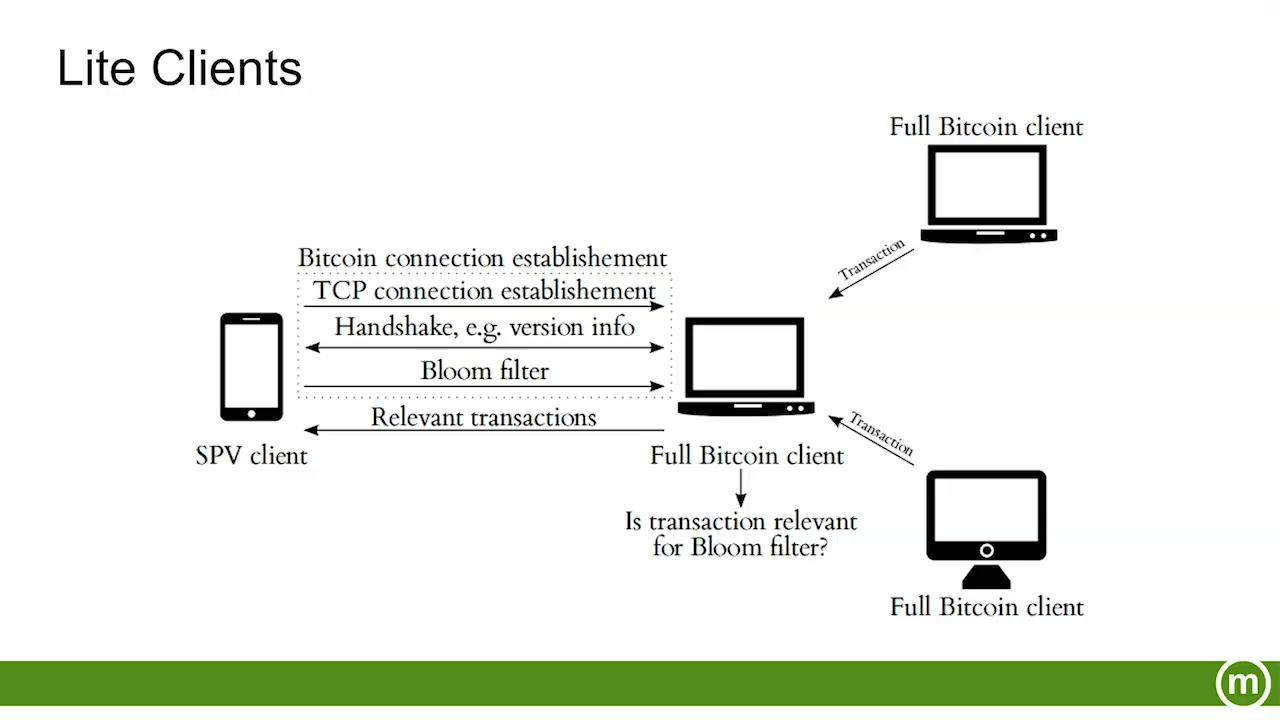 Lite Clients
Full Bitcoin client
Transaction
Bitcoin connection establishement
TCP connection establishement
Handshake, e.g. version info
Bloom filter
Relevant transactions
SPV client
Full Bitcoin client
Transaction
Is transaction relevant
for Bloom filter?
Full Bitcoin client
m